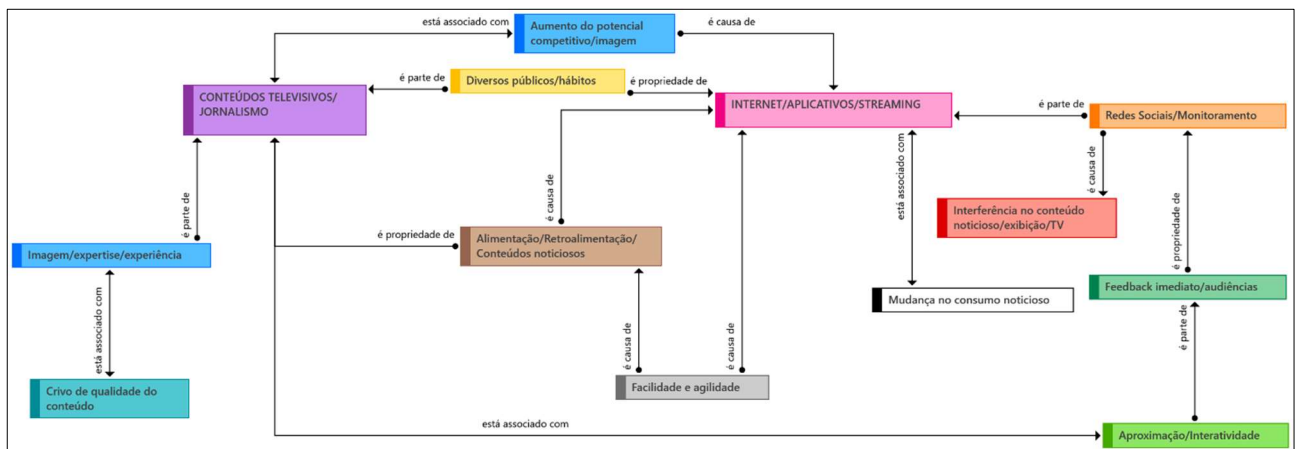 está associado com
Aumento do potencial
competitivo/imagem
é causa de
é parte de
Diversos públicos/hábitos
é propriedade de
CONTEÚDOS TELEVISIVOS/
JORNALISMO
INTERNET/APLICATIVOS/STREAMING
é parte de
Redes Sociais/Monitoramento
é causa de
está associado com
é causa de
Interferência no conteúdo
noticioso/exibição/TV
é parte de
é propriedade de
Alimentação/Retroalimentação/
Conteúdos noticiosos
é propriedade de
Imagem/expertise/experiência
Mudança no consumo noticioso
Feedback imediato/audiências
está associado com
é causa de
é causa de
é parte de
Crivo de qualidade do
conteúdo
Facilidade e agilidade
está associado com
Aproximação/Interatividade